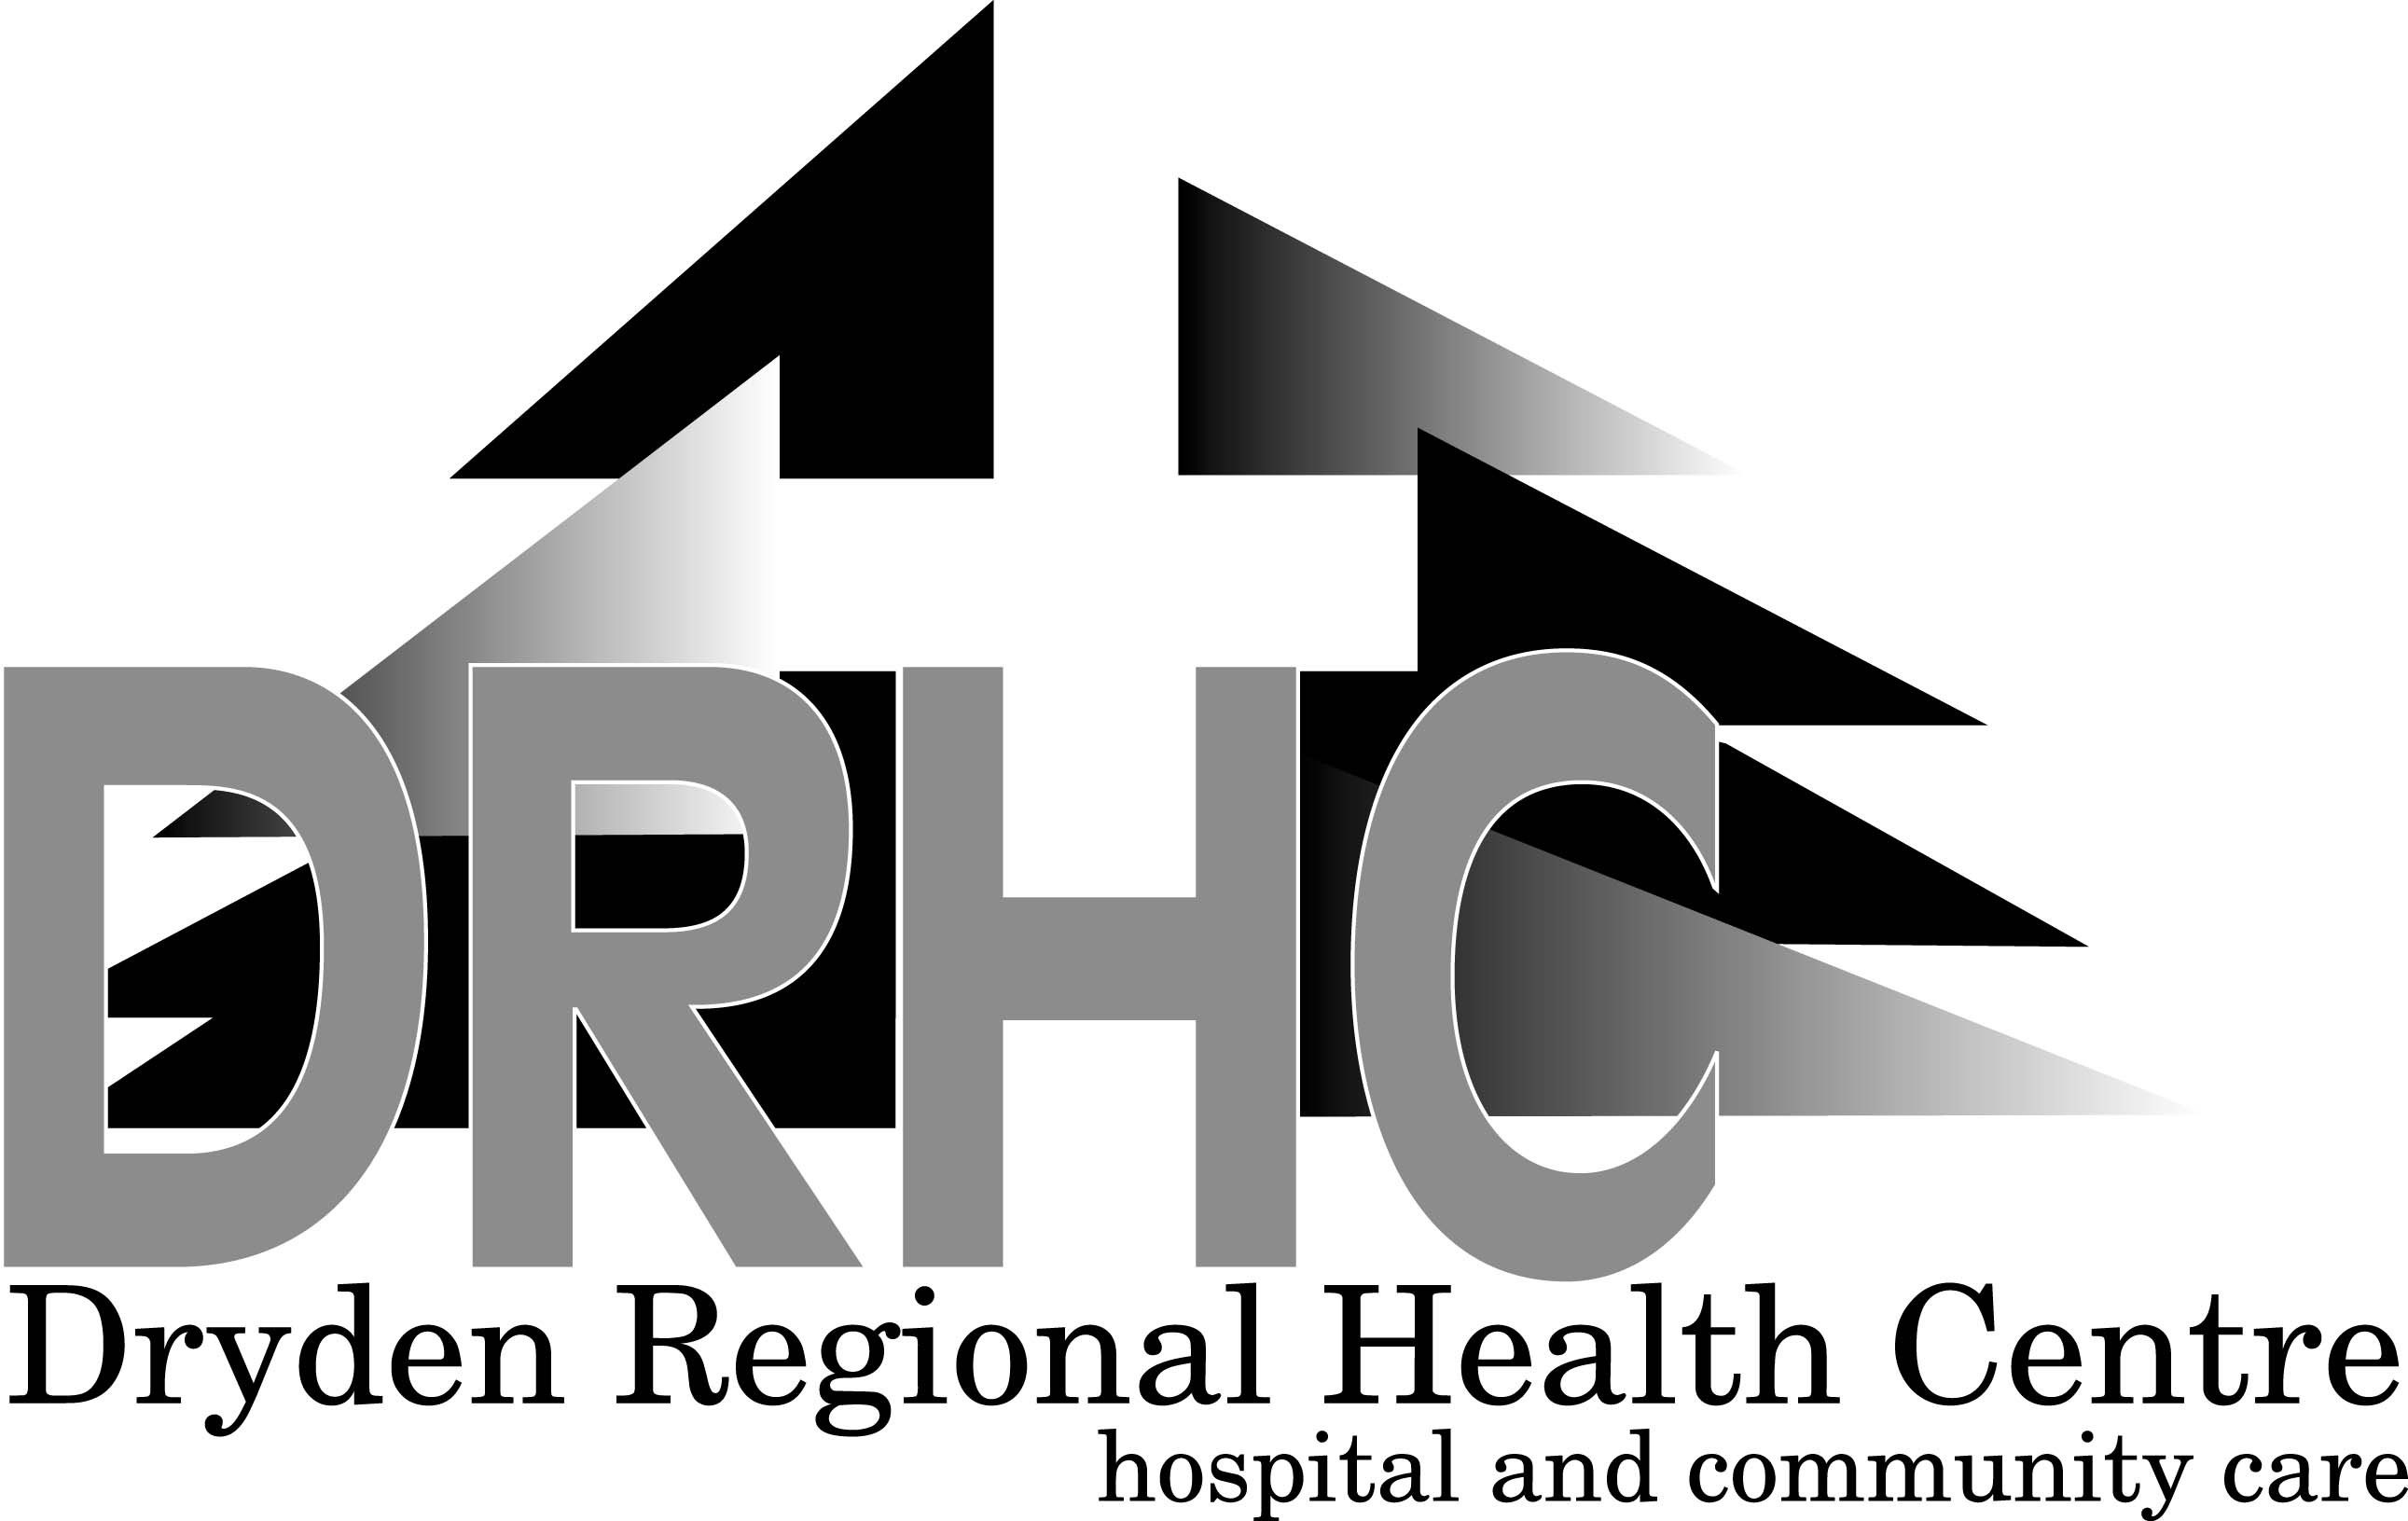 DRHC
Dryden Regional Health Centre
hospital and community care